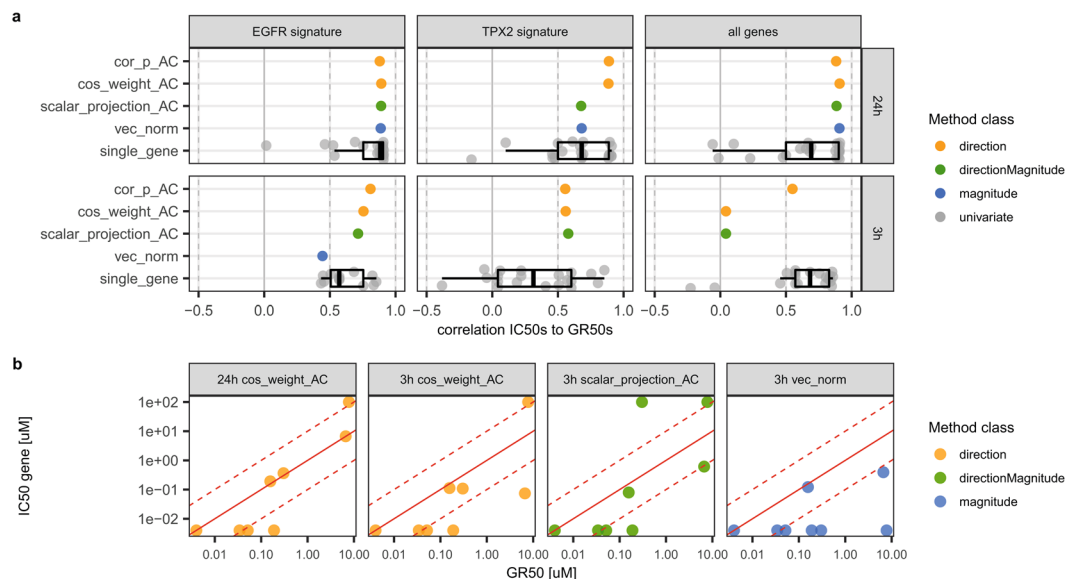 a
EGFR signature
TPX2 signature
all genes
cor_p_AC
cos_weight_AC
scalar_projection_AC
vec_norm
single_gene
24h
cor_p_AC
cos_weight_AC
scalar_projection_AC
vec_norm
single_gene
3h
−0.5 0.0 0.5 1.0
−0.5 0.0 0.5 1.0
−0.5 0.0 0.5 1.0
correlation IC50s to GR50s
Method class
direction
directionMagnitude
magnitude
univariate
b
24h cos_weight_AC
3h cos_weight_AC
3h scalar_projection_AC
3h vec_norm
IC50 gene [uM]
1e+02
1e+01
1e+00
1e−01
1e−02
0.01 0.10 1.00 10.00
0.01 0.10 1.00 10.00
0.01 0.10 1.00 10.00
0.01 0.10 1.00 10.00
GR50 [uM]
Method class
direction
directionMagnitude
magnitude